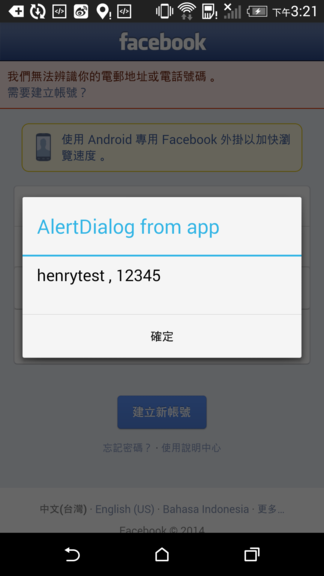 下午3:21
facebook
我們無法辨識你的電郵地址或電話號碼。
需要建立帳號？
使用 Android 專用 Facebook 外掛以加快瀏
覽速度。
AlertDialog from app
henrytest , 12345
確定
建立新帳號
忘記密碼？·使用說明中心
中文(台灣) · English (US) · Bahasa Indonesia · 更多...
Facebook © 2014